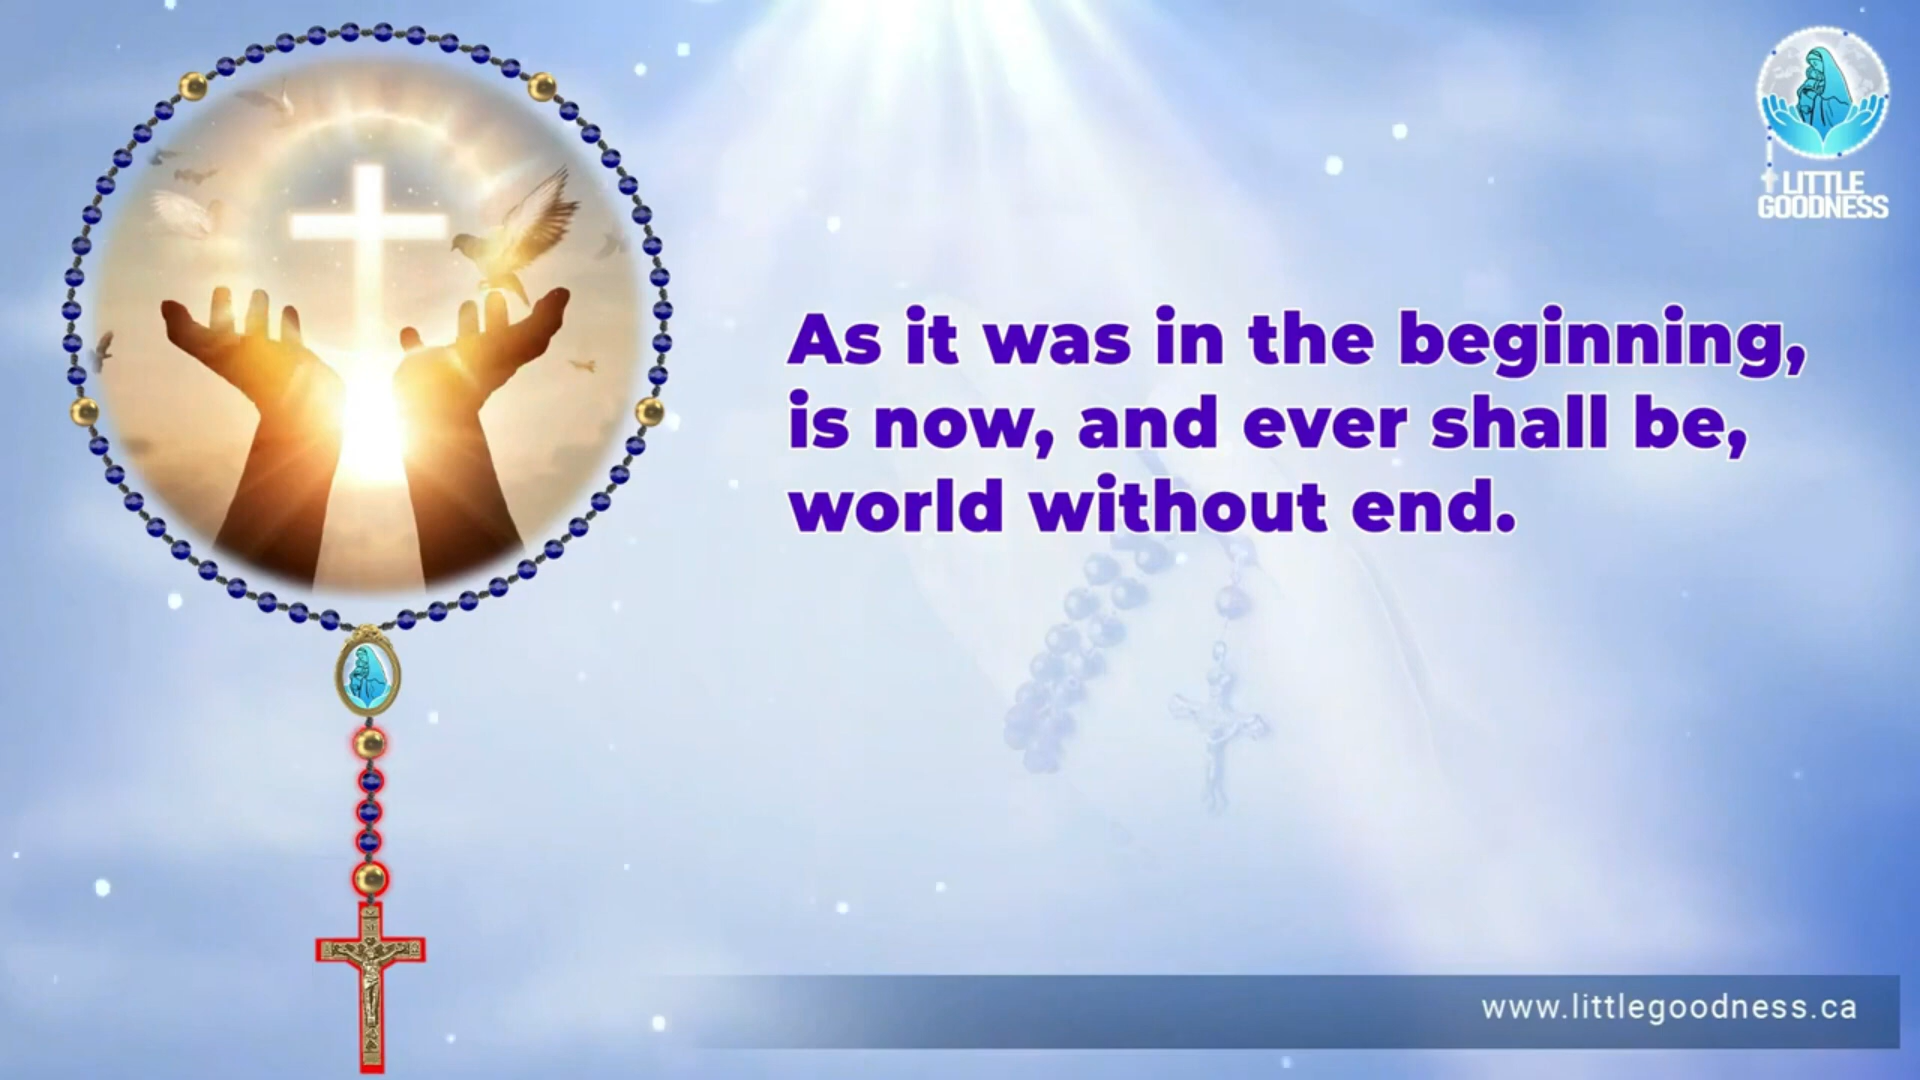 LITTLE
GOODNESS
As it was in the beginning,
is now, and ever shall be,
world without end.
www.littlegoodness.ca